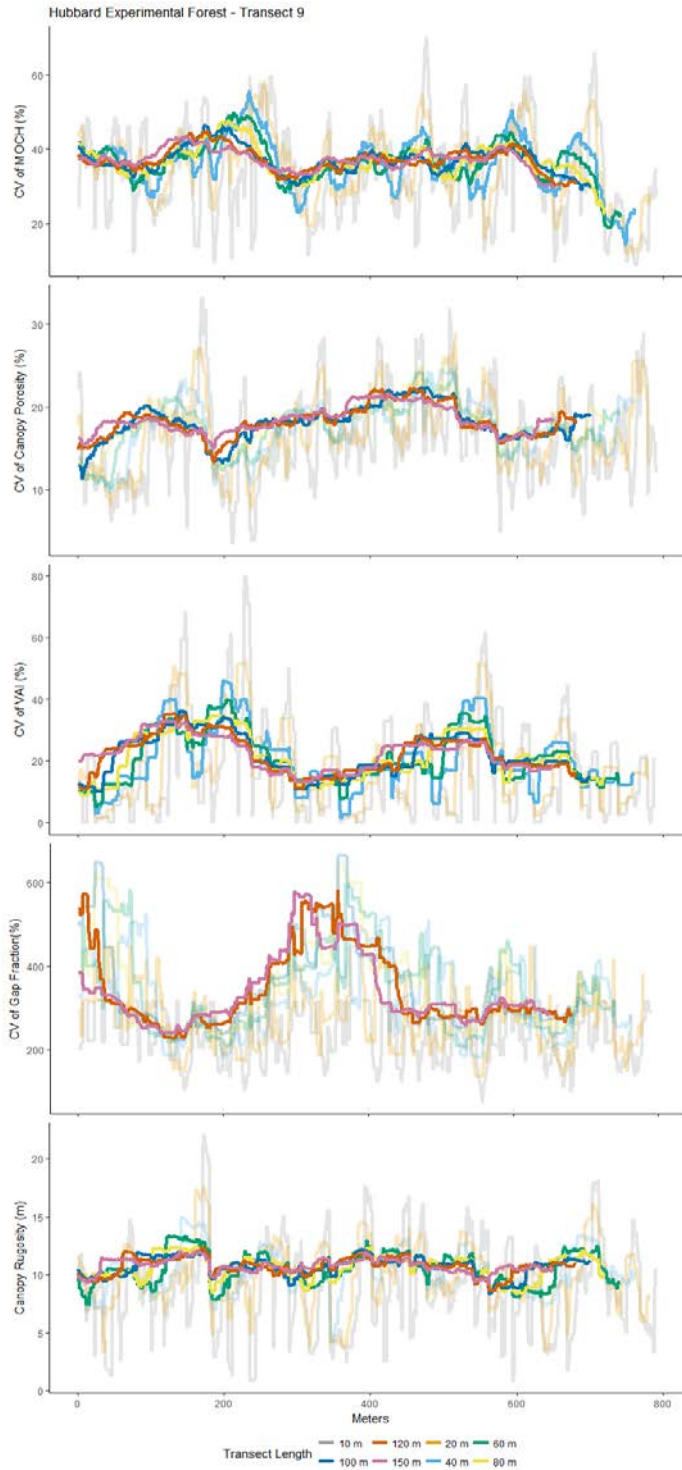 Hubbard Experimental Forest - Transect 9
CV of MOCH (%)
60
40
20
CV of Canopy Porosity (%)
30
20
10
CV of VAI (%)
80
60
40
20
0
CV of Gap Fraction(%)
600
400
200
Canopy Rugosity (m)
20
15
10
5
0
0 200 400 600 800
Meters
Transect Length
10 m 120 m 20 m 60 m
100 m 150 m 40 m 80 m